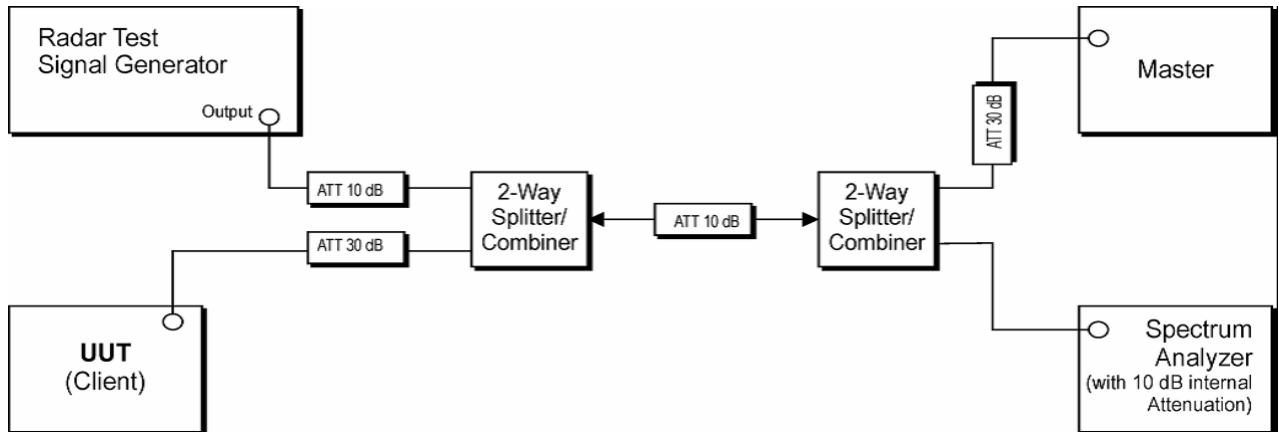 Radar Test
Signal Generator
Output
ATT 10 dB
ATT 30 dB
2-Way
Splitter/
Combiner
ATT 10 dB
2-Way
Splitter/
Combiner
ATT 30 dB
Master
UUT
(Client)
Spectrum
Analyzer
(with 10 dB internal
Attenuation)